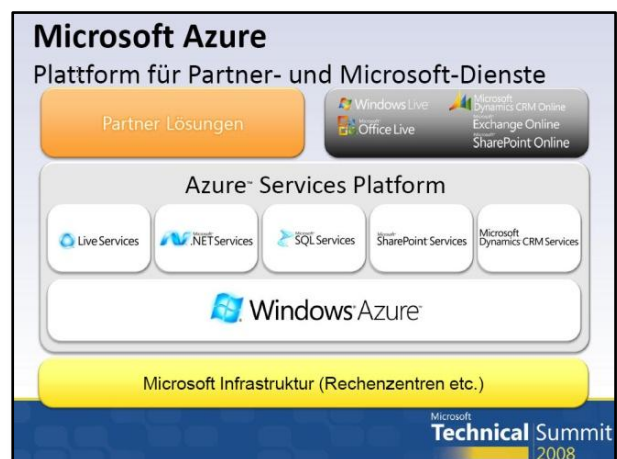 Microsoft Azure
Plattform für Partner- und Microsoft-Dienste
Partner Lösungen
Windows Live
Office Live
Microsoft
Dynamics CRM Online
Microsoft
Exchange Online
Microsoft
SharePoint Online
Azure™ Services Platform
Live Services
Microsoft
.NET Services
Microsoft
SQL Services
Microsoft
SharePoint Services
Microsoft
Dynamics CRM Services
Windows Azure™
Microsoft Infrastruktur (Rechenzentren etc.)
Microsoft
Technical Summit
2008